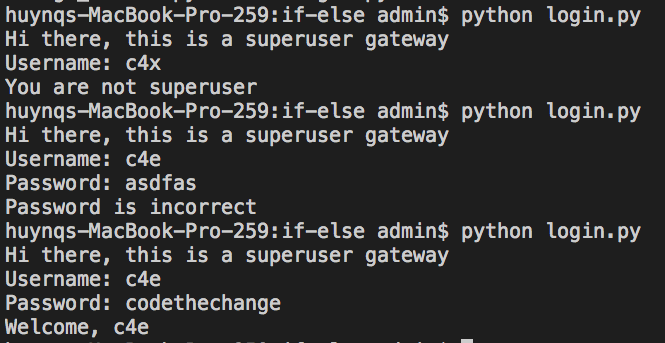 huynqs-MacBook-Pro-259:if-else admin$ python login.py
Hi there, this is a superuser gateway
Username: c4x
You are not superuser
huynqs-MacBook-Pro-259:if-else admin$ python login.py
Hi there, this is a superuser gateway
Username: c4e
Password: asdfas
Password is incorrect
huynqs-MacBook-Pro-259:if-else admin$ python login.py
Hi there, this is a superuser gateway
Username: c4e
Password: codethechange
Welcome, c4e